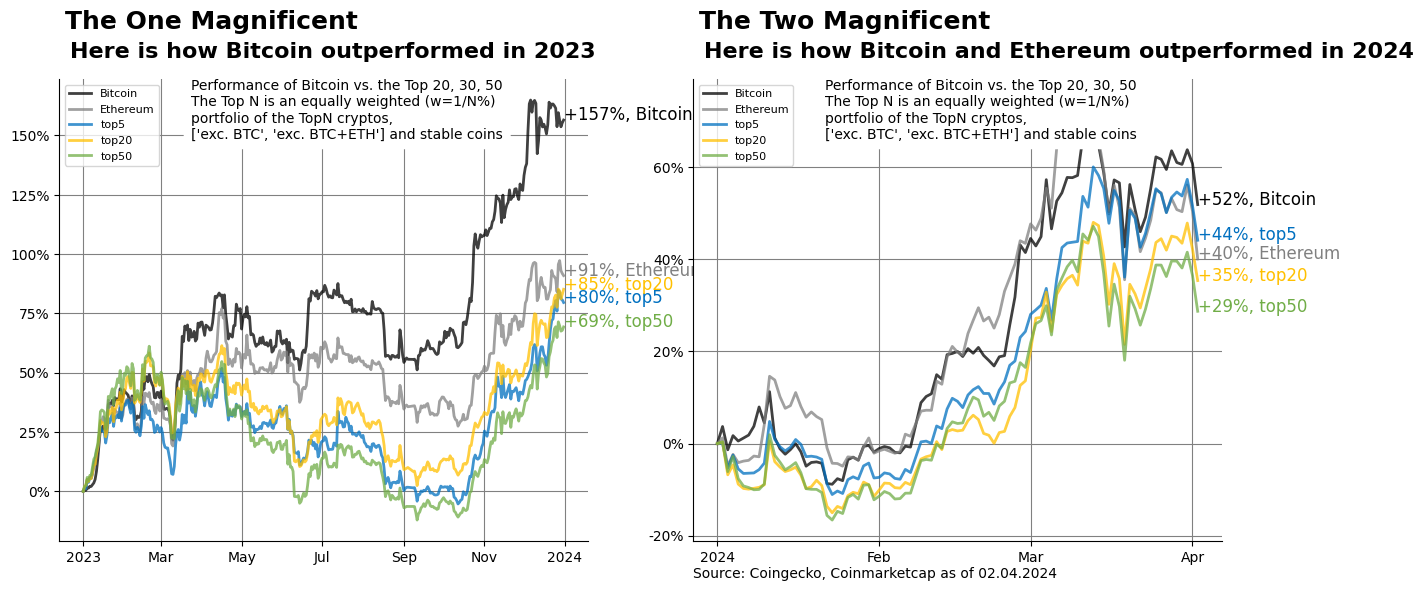 The One Magnificent
Here is how Bitcoin outperformed in 2023
Performance of Bitcoin vs. the Top 20, 30, 50
The Top N is an equally weighted (w=1/N%)
portfolio of the TopN cryptos,
['exc. BTC', 'exc. BTC+ETH'] and stable coins
Bitcoin
Ethereum
top5
top20
top50
150%
125%
100%
75%
50%
25%
0%
+157%, Bitcoin
+91%, Ethereum
+85%, top20
+80%, top5
+69%, top50
2023
Mar
May
Jul
Sep
Nov
2024
The Two Magnificent
Here is how Bitcoin and Ethereum outperformed in 2024
Performance of Bitcoin vs. the Top 20, 30, 50
The Top N is an equally weighted (w=1/N%)
portfolio of the TopN cryptos,
['exc. BTC', 'exc. BTC+ETH'] and stable coins
Bitcoin
Ethereum
top5
top20
top50
60%
40%
20%
0%
-20%
+52%, Bitcoin
+44%, top5
+40%, Ethereum
+35%, top20
+29%, top50
2024
Feb
Mar
Apr
Source: Coingecko, Coinmarketcap as of 02.04.2024